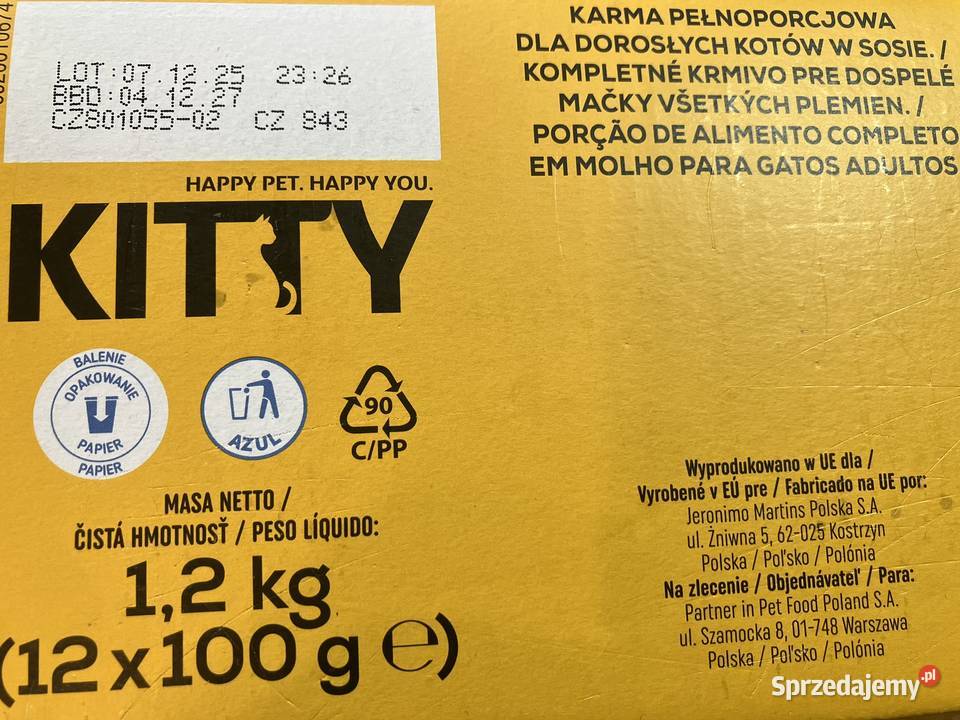 LOT:07.12.25 23:26
BBD:04.12.27
CZ801055-02 CZ 843
KARMA PEŁNOPORCJOWA
DLA DOROSŁYCH KOTÓW W SOSIE. /
KOMPLETNÉ KRMIVO PRE DOSPELÉ
MAČKY VŠETKÝCH PLEMIEN. /
PORÇÃO DE ALIMENTO COMPLETO
EM MOLHO PARA GATOS ADULTOS
HAPPY PET. HAPPY YOU.
KITTY
BALENIE
OPAKOWANIE
PAPIER
PAPIER
AZUL
90
C/PP
MASA NETTO /
ČISTÁ HMOTNOSŤ / PESO LÍQUIDO:
1,2 kg
(12 x 100 g ℮)
Wyprodukowano w UE dla /
Vyrobené v EÚ pre / Fabricado na UE por:
Jeronimo Martins Polska S.A.
ul. Żniwna 5, 62-025 Kostrzyn
Polska / Poľsko / Polónia
Na zlecenie / Objednávateľ / Para:
Partner in Pet Food Poland S.A.
ul. Szamocka 8, 01-748 Warszawa
Polska / Poľsko / Polónia
Sprzedajemy.pl